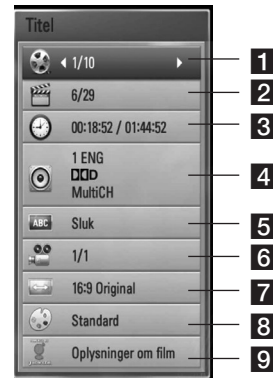 Titel
1/10
1
6/29
2
00:18:52 / 01:44:52
3
1 ENG
MultiCH
4
ABC
Sluk
5
1/1
6
16:9 Original
7
Standard
8
Oplysninger om film
9